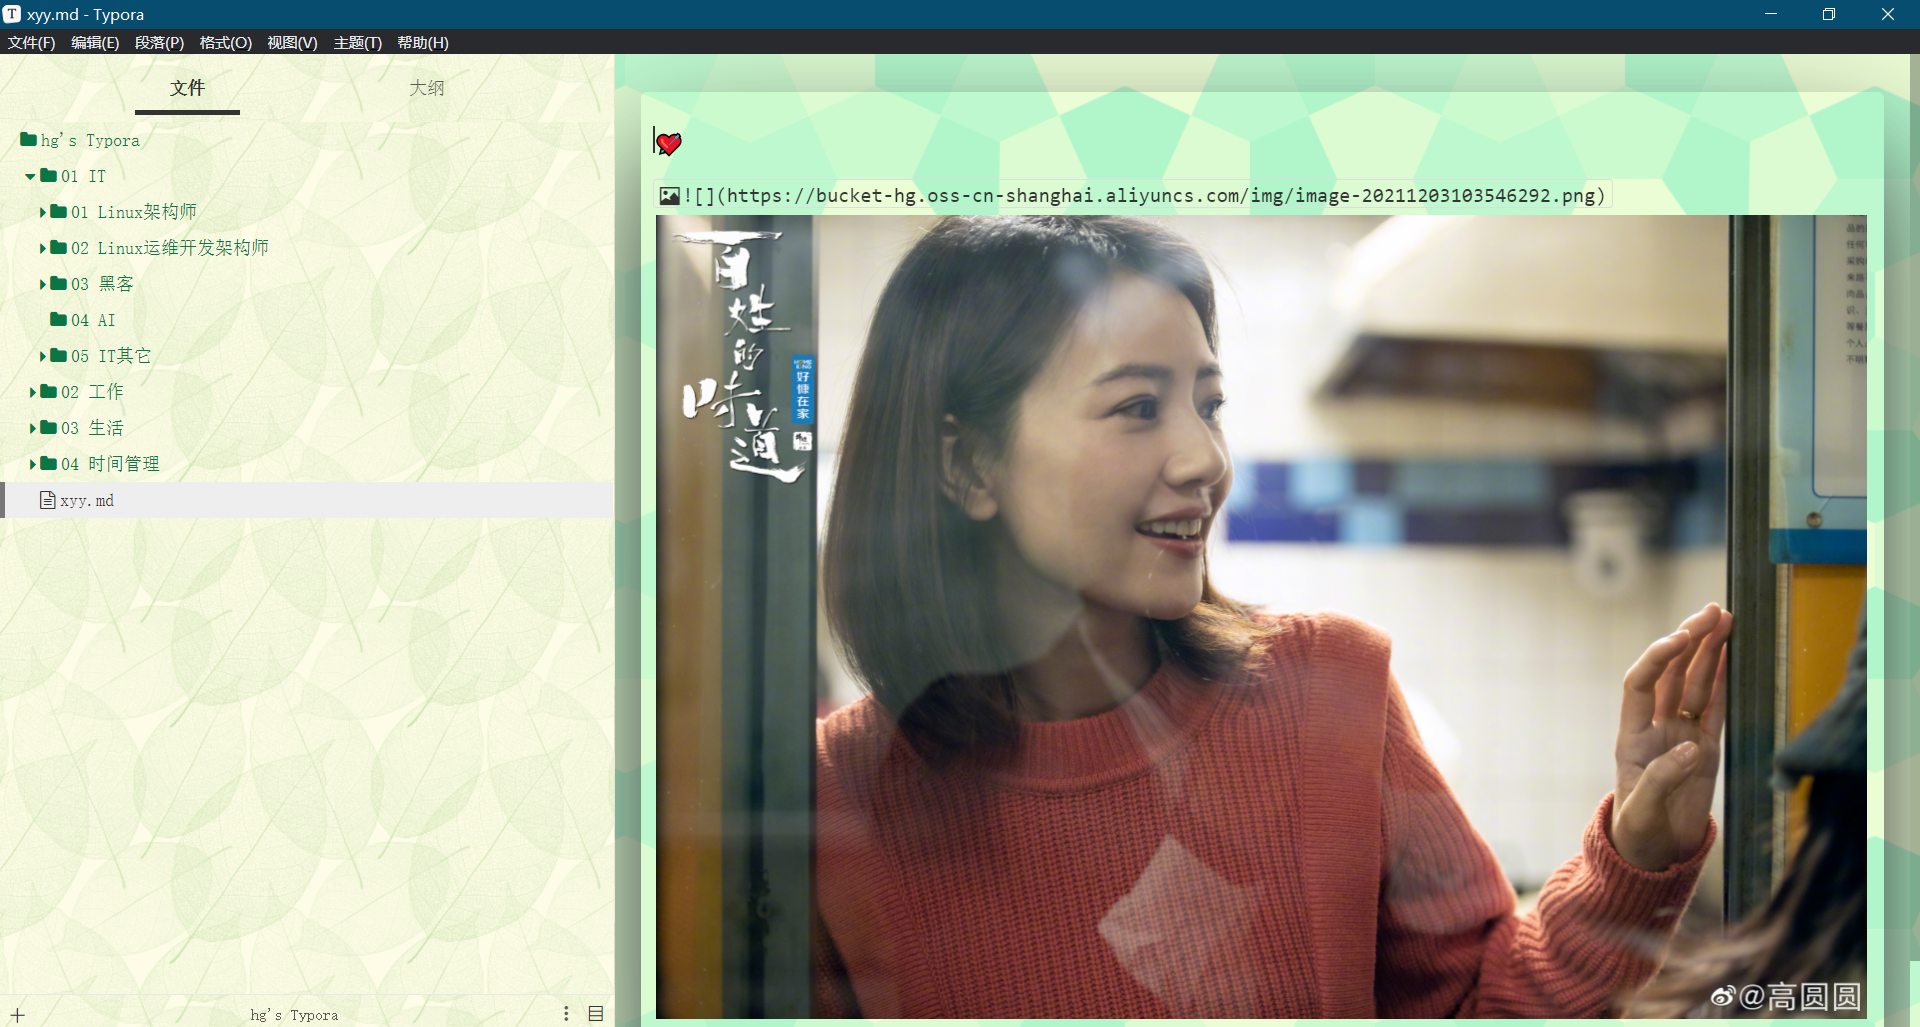 T xyy.md - Typora
文件(F) 编辑(E) 段落(P) 格式(O) 视图(V) 主题(T) 帮助(H)
文件 大纲
hg's Typora
01 IT
01 Linux架构师
02 Linux运维开发架构师
03 黑客
04 AI
05 IT其它
02 工作
03 生活
04 时间管理
xyy.md
hg's Typora
![](https://bucket-hg.oss-cn-shanghai.aliyuncs.com/img/image-20211203103546292.png)
百姓的味道
好慷在家
@高圆圆